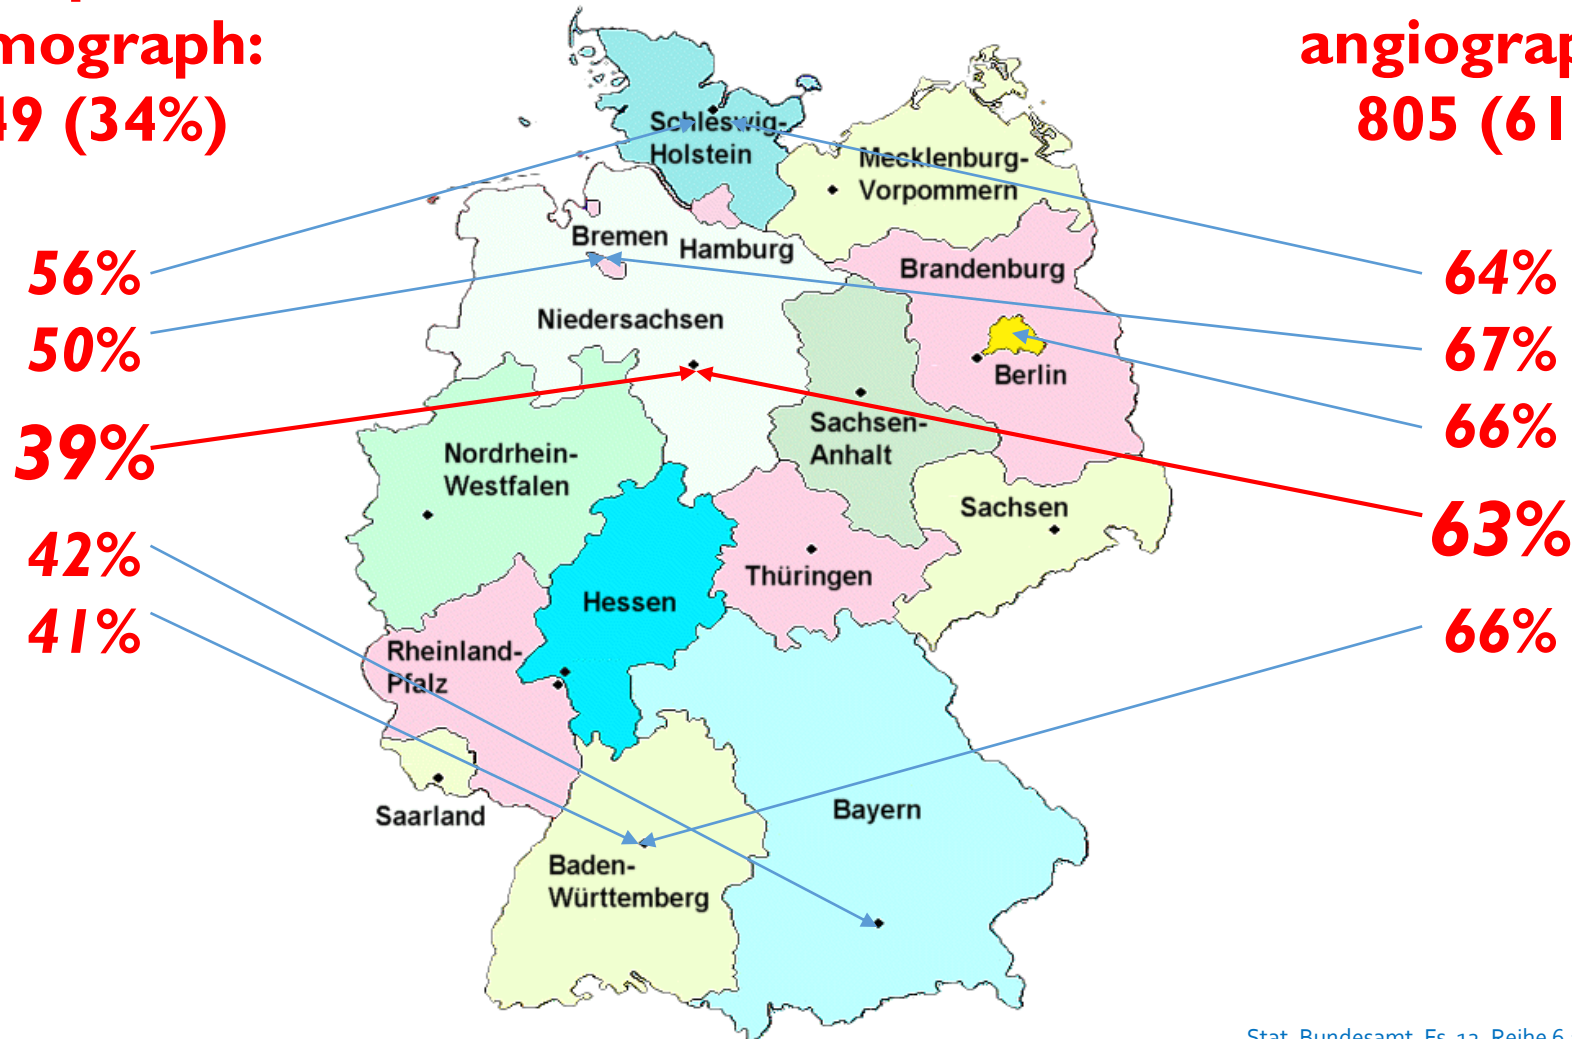 mograph:
49 (34%)
angiograp
805 (61
56%
50%
39%
42%
41%
Schleswig-
Holstein
Mecklenburg-
Vorpommern
Bremen
Hamburg
Brandenburg
Niedersachsen
Berlin
Sachsen-
Anhalt
Nordrhein-
Westfalen
Sachsen
Thüringen
Hessen
Rheinland-
Pfalz
Saarland
Bayern
Baden-
Württemberg
64%
67%
66%
63%
66%
Stat. Bundesamt, Fs. 12, Reihe 6